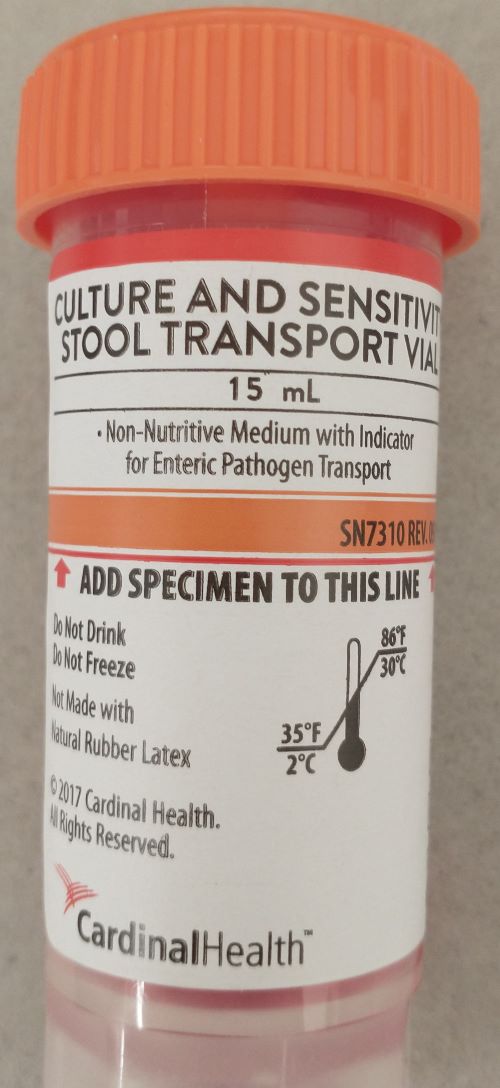 CULTURE AND SENSITIVIT
STOOL TRANSPORT VIAL
15 mL
• Non-Nutritive Medium with Indicator
for Enteric Pathogen Transport
SN7310 REV.
ADD SPECIMEN TO THIS LINE
Do Not Drink
Do Not Freeze
Not Made with
Natural Rubber Latex
86°F
30°C
35°F
2°C
© 2017 Cardinal Health.
All Rights Reserved.
CardinalHealth™